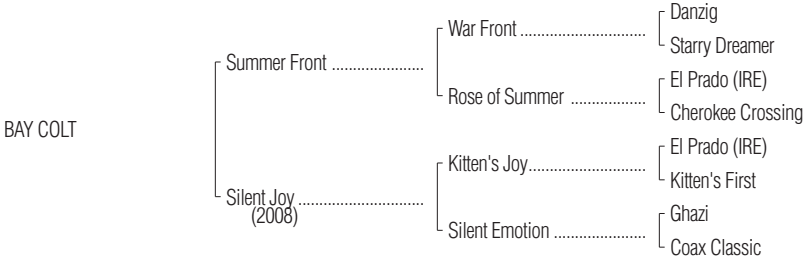 Danzig
War Front ..............................
Starry Dreamer
Summer Front ......................
El Prado (IRE)
Rose of Summer ..................
Cherokee Crossing
BAY COLT
El Prado (IRE)
Kitten's Joy............................
Kitten's First
Silent Joy ..............................
(2008)
Ghazi
Silent Emotion ......................
Coax Classic